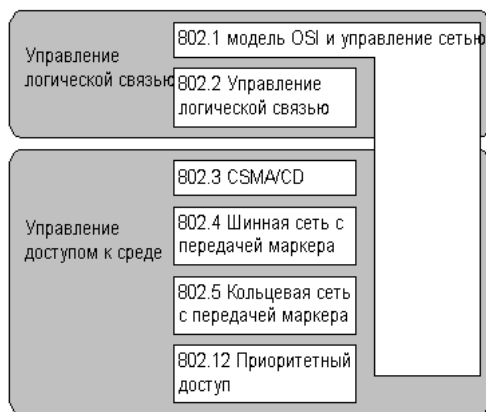 802.1 модель OSI и управление сетью
Управление
логической связью
802.2 Управление
логической связью
802.3 CSMA/CD
Управление
доступом к среде
802.4 Шинная сеть с
передачей маркера
802.5 Кольцевая сеть
с передачей маркера
802.12 Приоритетный
доступ